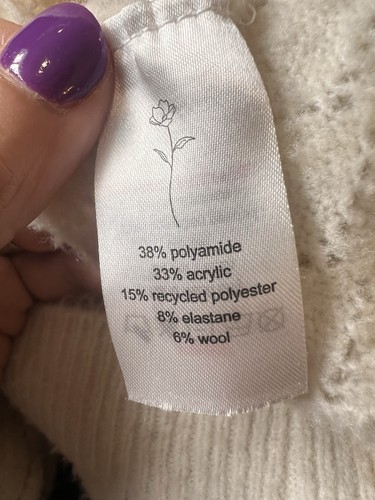 38% polyamide
33% acrylic
15% recycled polyester
8% elastane
6% wool